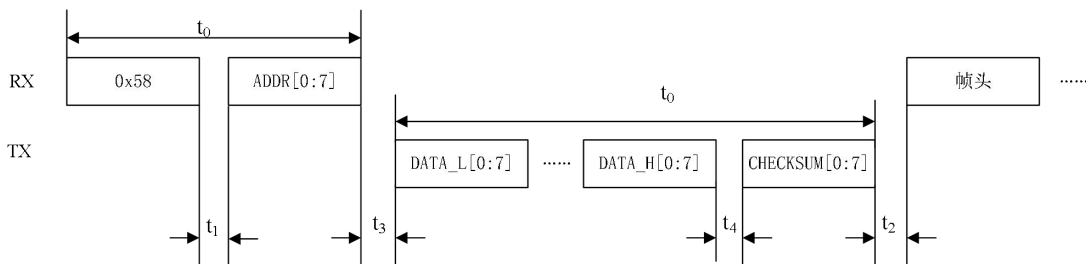 t0
RX 0x58 ADDR[0:7] 帧头 ······
t0
TX DATA_L[0:7] ······ DATA_H[0:7] CHECKSUM[0:7]
t1 t3 t4 t2